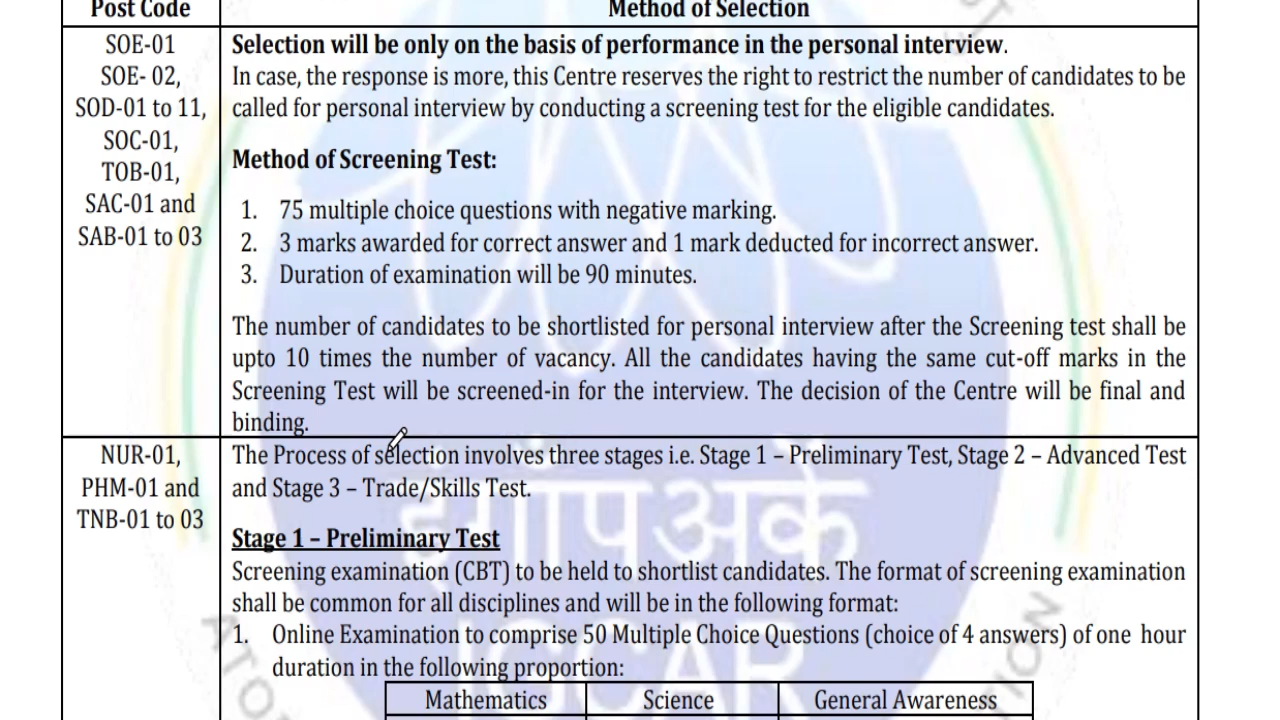 Post Code
Method of Selection
SOE-01
SOE- 02,
SOD-01 to 11,
SOC-01,
TOB-01,
SAC-01 and
SAB-01 to 03
Selection will be only on the basis of performance in the personal interview.
In case, the response is more, this Centre reserves the right to restrict the number of candidates to be
called for personal interview by conducting a screening test for the eligible candidates.
Method of Screening Test:
1. 75 multiple choice questions with negative marking.
2. 3 marks awarded for correct answer and 1 mark deducted for incorrect answer.
3. Duration of examination will be 90 minutes.
The number of candidates to be shortlisted for personal interview after the Screening test shall be
upto 10 times the number of vacancy. All the candidates having the same cut-off marks in the
Screening Test will be screened-in for the interview. The decision of the Centre will be final and
binding.
NUR-01,
PHM-01 and
TNB-01 to 03
The Process of selection involves three stages i.e. Stage 1 – Preliminary Test, Stage 2 – Advanced Test
and Stage 3 – Trade/Skills Test.
Stage 1 – Preliminary Test
Screening examination (CBT) to be held to shortlist candidates. The format of screening examination
shall be common for all disciplines and will be in the following format:
1. Online Examination to comprise 50 Multiple Choice Questions (choice of 4 answers) of one hour
duration in the following proportion:
Mathematics
Science
General Awareness
इंगांपअकें
IGCAR